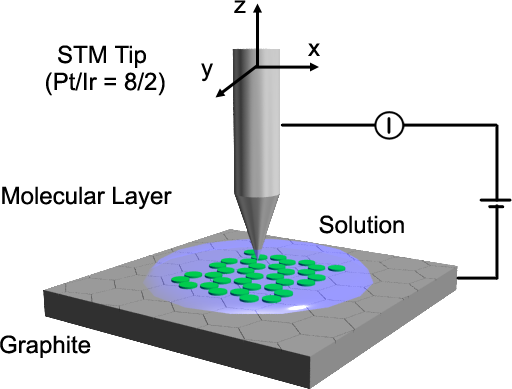 z
x
y
STM Tip
(Pt/Ir = 8/2)
I
Molecular Layer
Solution
Graphite